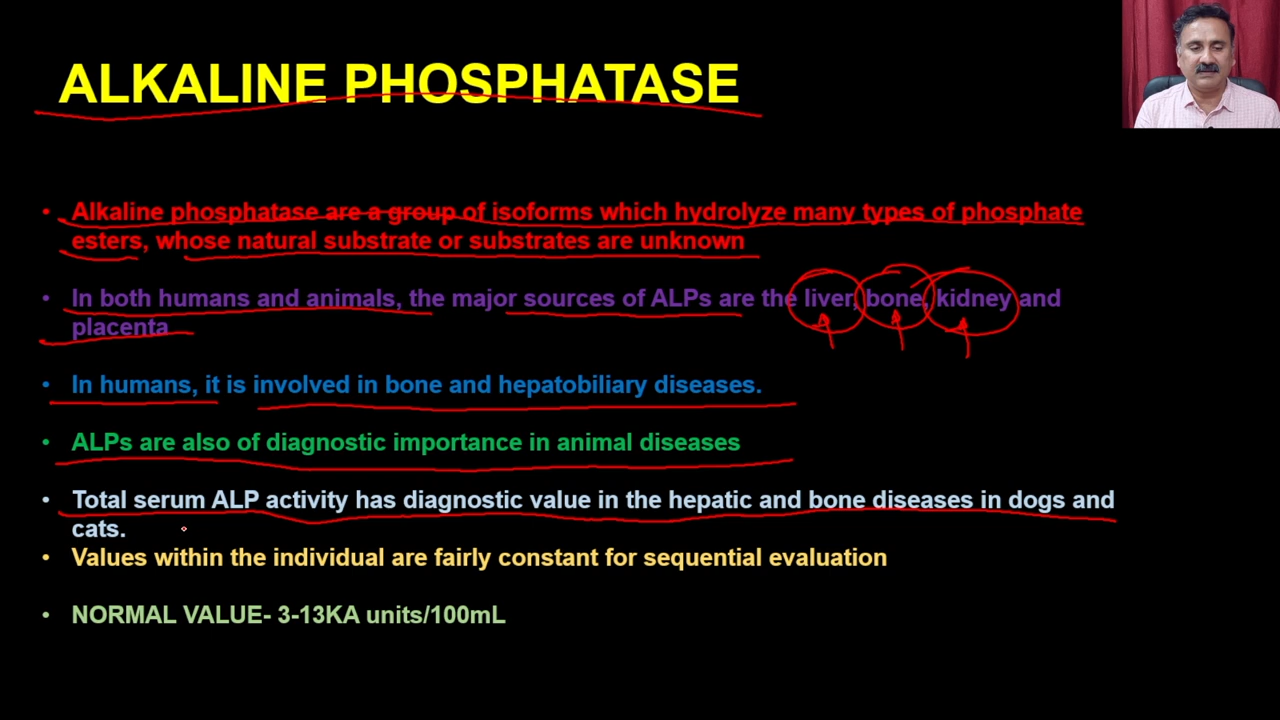 ALKALINE PHOSPHATASE
• Alkaline phosphatase are a group of isoforms which hydrolyze many types of phosphate
esters, whose natural substrate or substrates are unknown
• In both humans and animals, the major sources of ALPs are the liver, bone, kidney and
placenta
• In humans, it is involved in bone and hepatobiliary diseases.
• ALPs are also of diagnostic importance in animal diseases
• Total serum ALP activity has diagnostic value in the hepatic and bone diseases in dogs and
cats.
• Values within the individual are fairly constant for sequential evaluation
• NORMAL VALUE- 3-13KA units/100mL